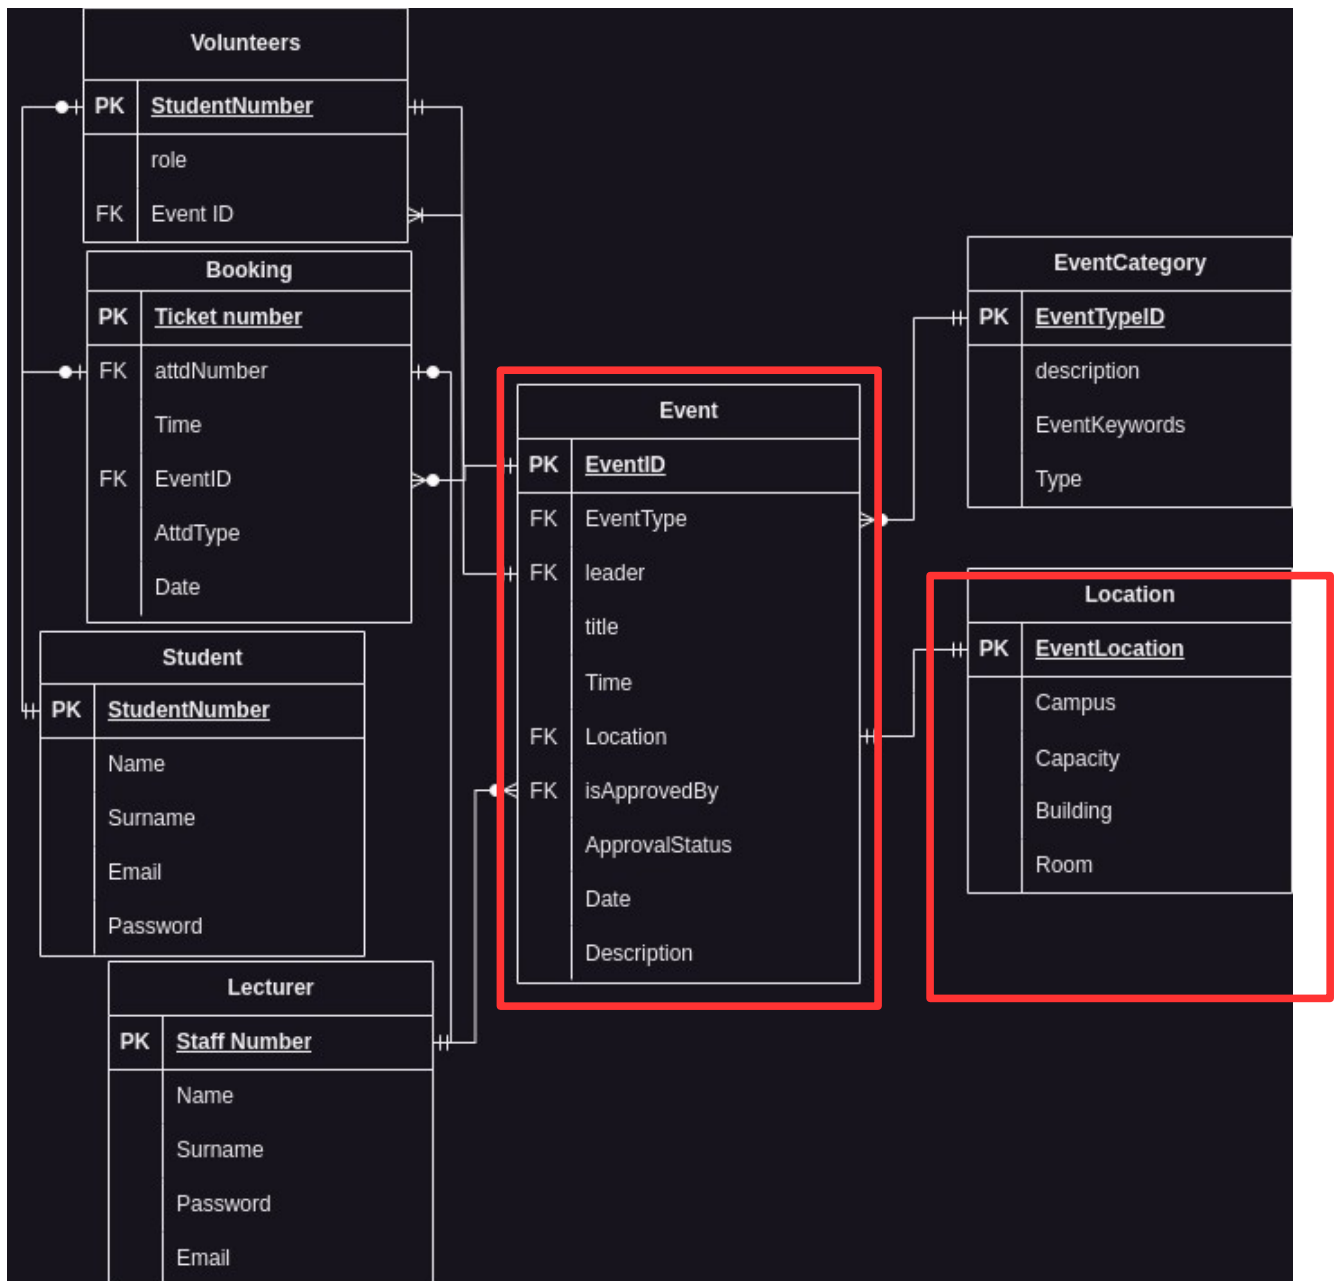 Volunteers
PK StudentNumber
role
FK Event ID
Booking
PK Ticket number
FK attdNumber
Time
FK EventID
AttdType
Date
Student
PK StudentNumber
Name
Surname
Email
Password
Lecturer
PK Staff Number
Name
Surname
Password
Email
Event
PK EventID
FK EventType
FK leader
title
Time
FK Location
FK isApprovedBy
ApprovalStatus
Date
Description
EventCategory
PK EventTypeID
description
EventKeywords
Type
Location
PK EventLocation
Campus
Capacity
Building
Room